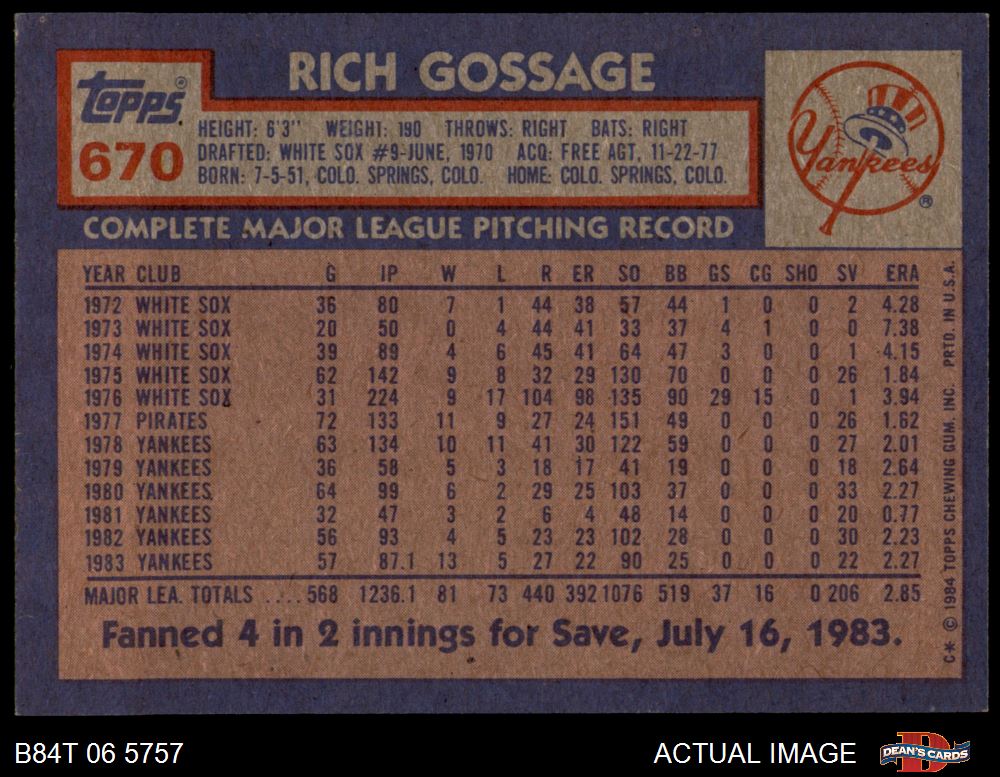 RICH GOSSAGE
Topps®
670
HEIGHT: 6'3" WEIGHT: 190 THROWS: RIGHT BATS: RIGHT
DRAFTED: WHITE SOX #9-JUNE, 1970 ACQ: FREE AGT, 11-22-77
BORN: 7-5-51, COLO. SPRINGS, COLO. HOME: COLO. SPRINGS, COLO.
Yankees®
COMPLETE MAJOR LEAGUE PITCHING RECORD
YEAR CLUB G IP W L R ER SO BB GS CG SHO SV ERA
1972 WHITE SOX 36 80 7 1 44 38 57 44 1 0 0 2 4.28
1973 WHITE SOX 20 50 0 4 44 41 33 37 4 1 0 0 7.38
1974 WHITE SOX 39 89 4 6 45 41 64 47 3 0 0 1 4.15
1975 WHITE SOX 62 142 9 8 32 29 130 70 0 0 0 26 1.84
1976 WHITE SOX 31 224 9 17 104 98 135 90 29 15 0 1 3.94
1977 PIRATES 72 133 11 9 27 24 151 49 0 0 0 26 1.62
1978 YANKEES 63 134 10 11 41 30 122 59 0 0 0 27 2.01
1979 YANKEES 36 58 5 3 18 17 41 19 0 0 0 18 2.64
1980 YANKEES 64 99 6 2 29 25 103 37 0 0 0 33 2.27
1981 YANKEES 32 47 3 2 6 4 48 14 0 0 0 20 0.77
1982 YANKEES 56 93 4 5 23 23 102 28 0 0 0 30 2.23
1983 YANKEES 57 87.1 13 5 27 22 90 25 0 0 0 22 2.27
MAJOR LEA. TOTALS ....568 1236.1 81 73 440 392 1076 519 37 16 0 206 2.85
Fanned 4 in 2 innings for Save, July 16, 1983.
C* © 1984 TOPPS CHEWING GUM, INC. PRTD. IN U.S.A.
B84T 06 5757
ACTUAL IMAGE
D
DEAN'S CARDS